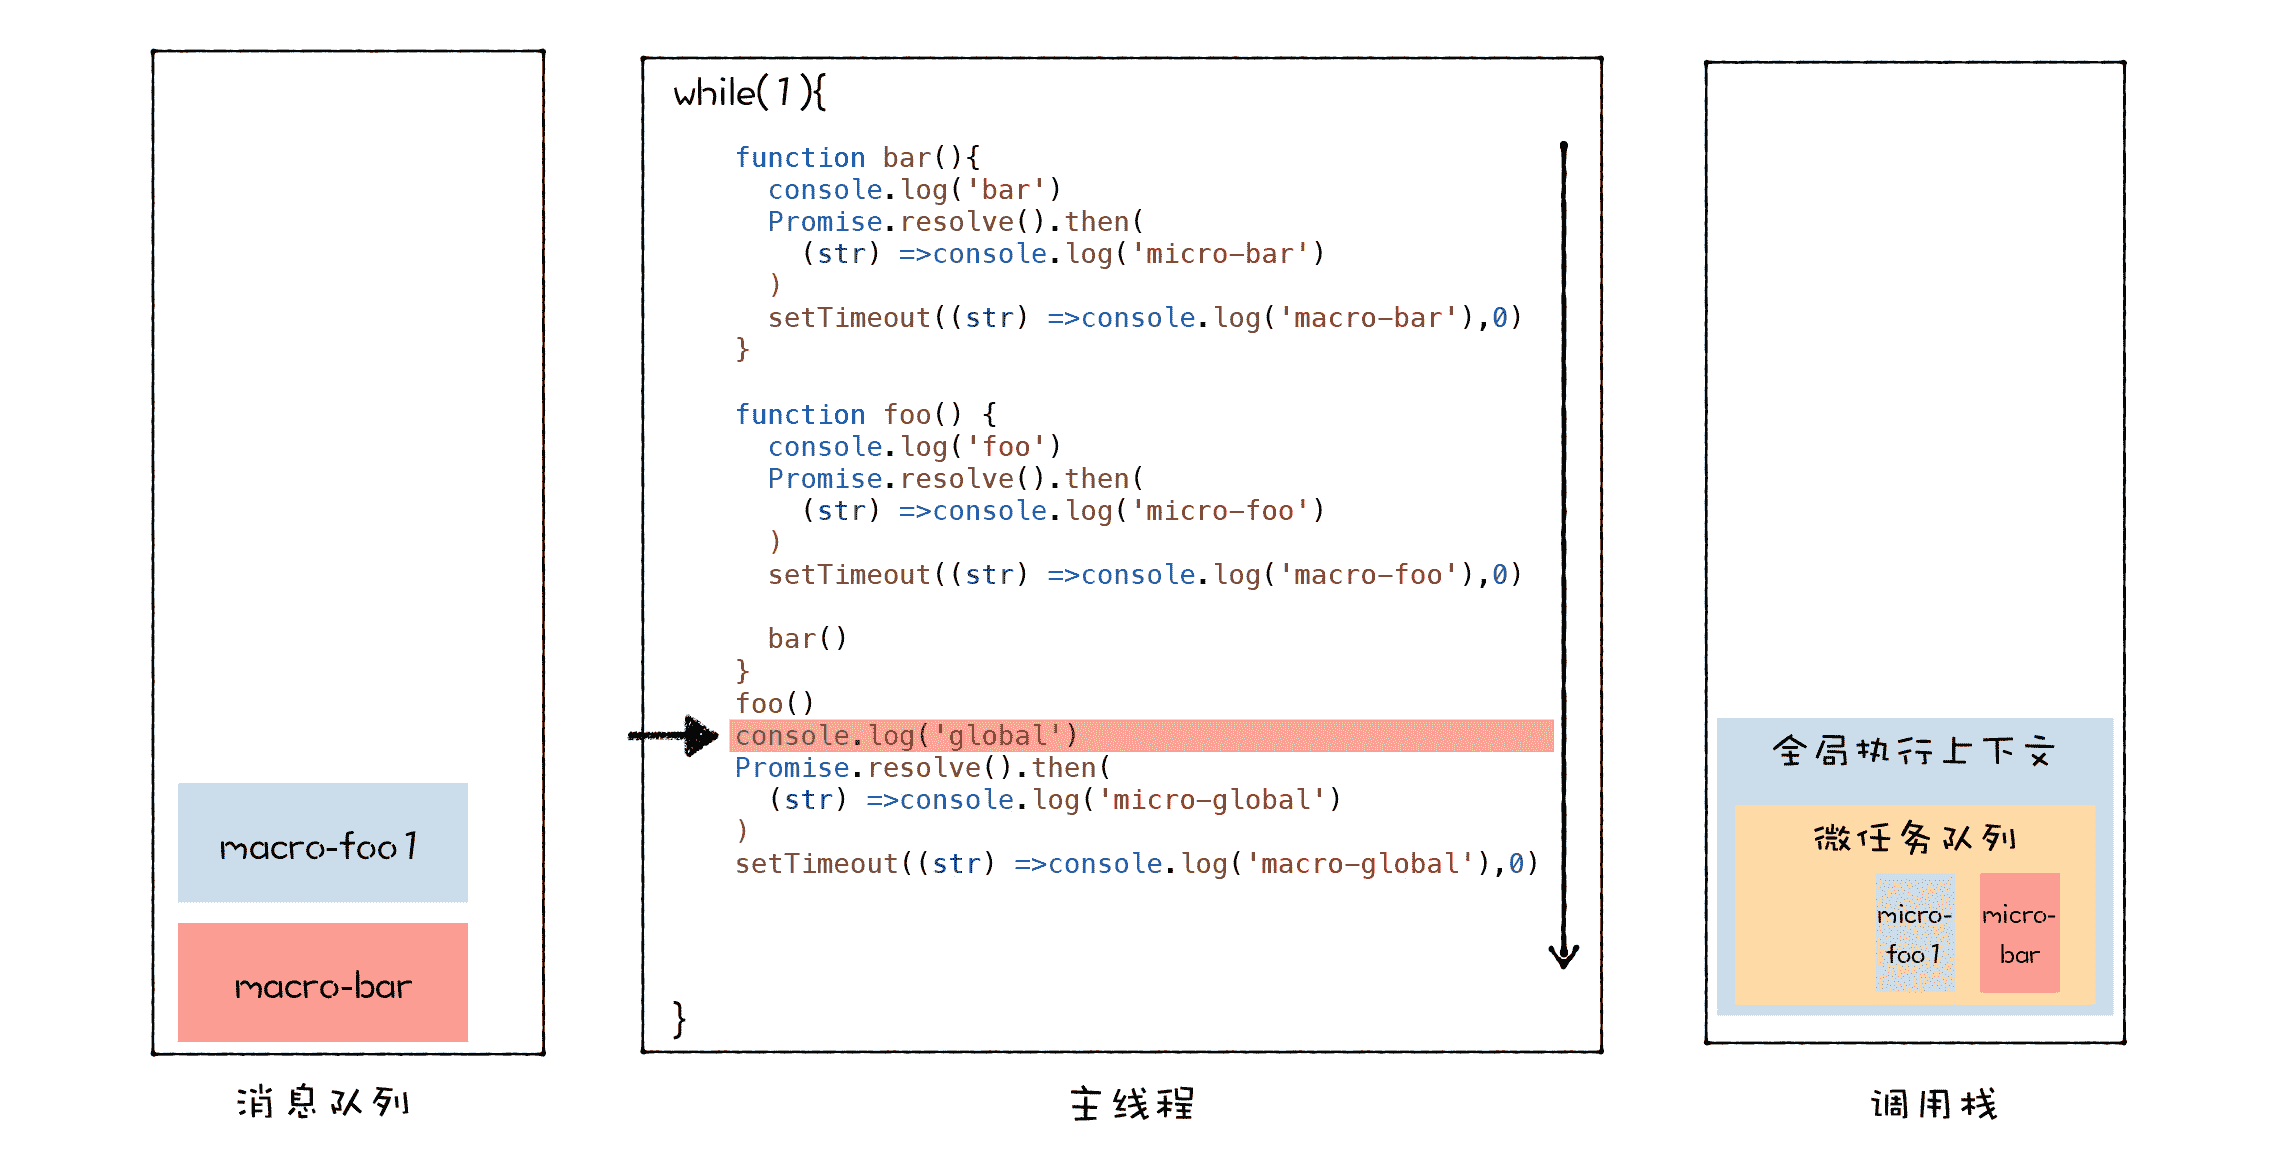 macro-foo1
macro-bar
消息队列
while(1){
function bar(){
console.log('bar')
Promise.resolve().then(
(str) =>console.log('micro-bar')
)
setTimeout((str) =>console.log('macro-bar'),0)
}
function foo() {
console.log('foo')
Promise.resolve().then(
(str) =>console.log('micro-foo')
)
setTimeout((str) =>console.log('macro-foo'),0)
bar()
}
foo()
console.log('global')
Promise.resolve().then(
(str) =>console.log('micro-global')
)
setTimeout((str) =>console.log('macro-global'),0)
}
主线程
全局执行上下文
微任务队列
micro-
foo1
micro-
bar
调用栈